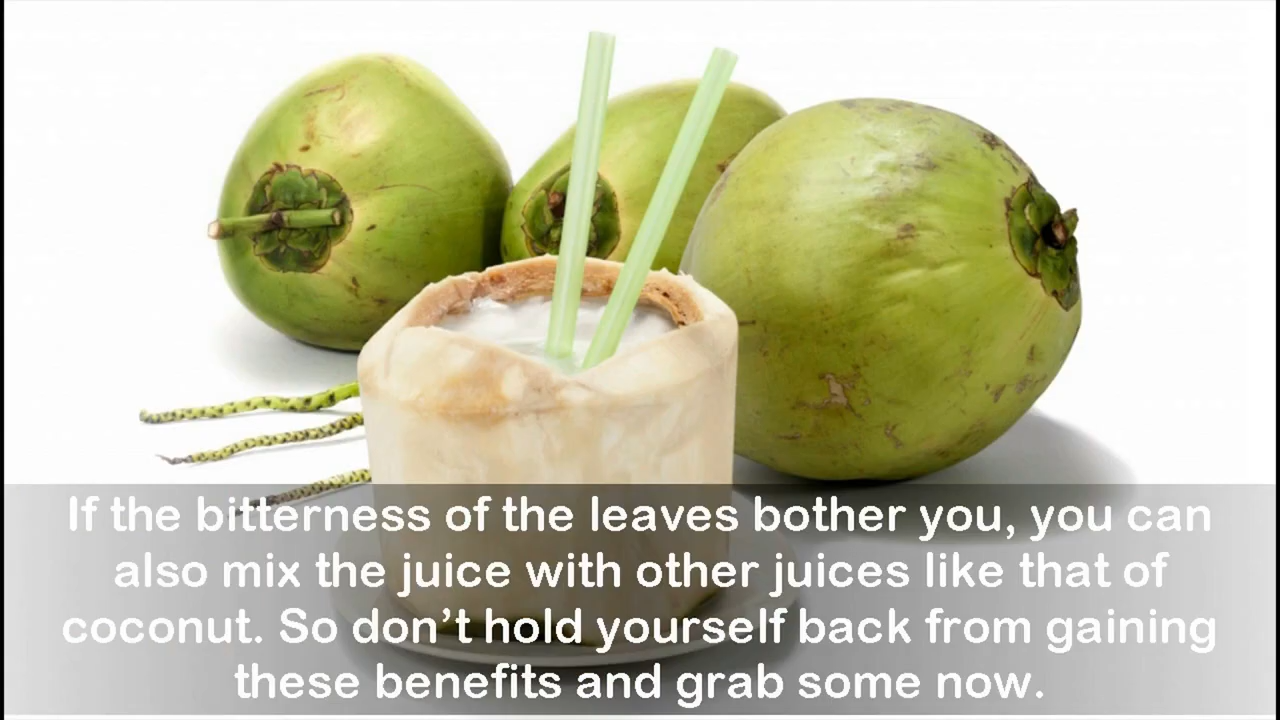 If the bitterness of the leaves bother you, you can
also mix the juice with other juices like that of
coconut. So don’t hold yourself back from gaining
these benefits and grab some now.